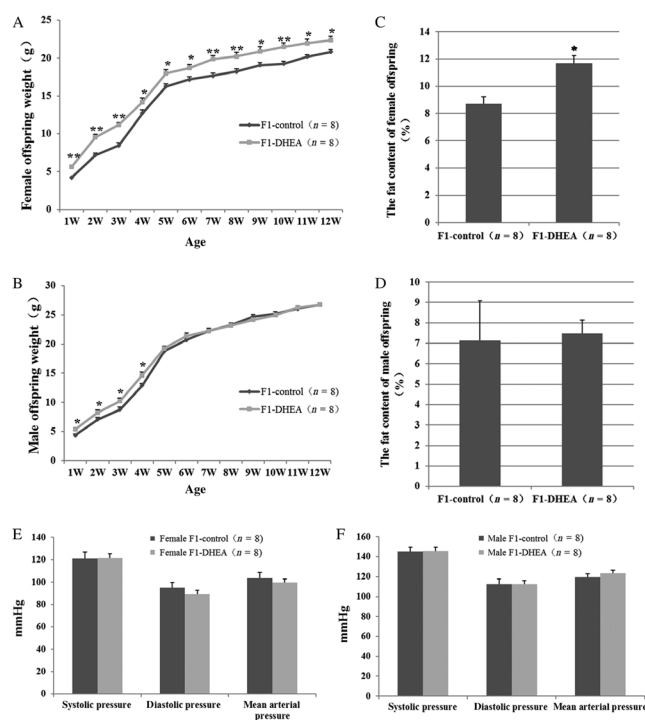 A
Female offspring weight (g)
25
20
15
10
5
0
** ** ** * * * ** ** * ** * *
F1-control (n = 8)
F1-DHEA (n = 8)
1W 2W 3W 4W 5W 6W 7W 8W 9W 10W 11W 12W
Age
C
The fat content of female offspring
(%)
14
12
10
8
6
4
2
0
*
F1-control (n = 8) F1-DHEA (n = 8)
B
Male offspring weight (g)
30
25
20
15
10
5
0
* * * *
F1-control (n = 8)
F1-DHEA (n = 8)
1W 2W 3W 4W 5W 6W 7W 8W 9W 10W 11W 12W
Age
D
The fat content of male offspring
(%)
10
9
8
7
6
5
4
3
2
1
0
F1-control (n = 8) F1-DHEA (n = 8)
E
mmHg
140
120
100
80
60
40
20
0
Female F1-control (n = 8)
Female F1-DHEA (n = 8)
Systolic pressure Diastolic pressure Mean arterial
pressure
F
mmHg
160
140
120
100
80
60
40
20
0
Male F1-control (n = 8)
Male F1-DHEA (n = 8)
Systolic pressure Diastolic pressure Mean arterial pressure